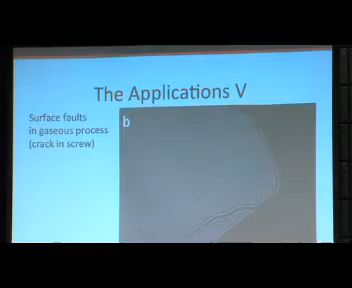 The Applications V
Surface faults
in gaseous process
(crack in screw)
b